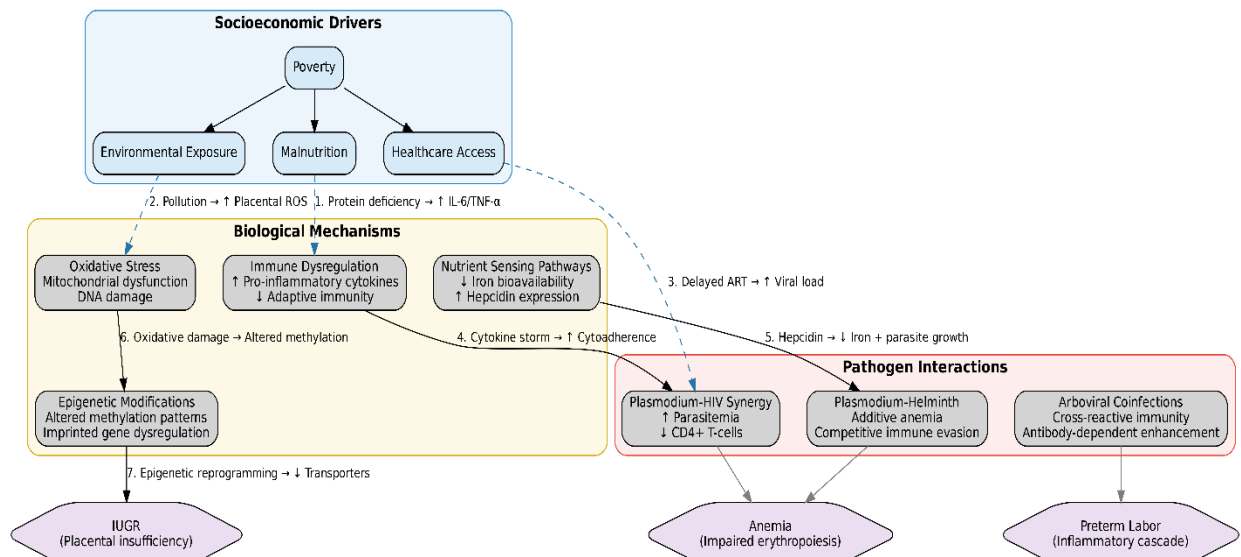 Socioeconomic Drivers
Poverty
Environmental Exposure
Malnutrition
Healthcare Access
2. Pollution → ↑ Placental ROS
1. Protein deficiency → ↑ IL-6/TNF-α
Biological Mechanisms
Oxidative Stress
Mitochondrial dysfunction
DNA damage
Immune Dysregulation
↑ Pro-inflammatory cytokines
↓ Adaptive immunity
Nutrient Sensing Pathways
↓ Iron bioavailability
↑ Hepcidin expression
3. Delayed ART → ↑ Viral load
6. Oxidative damage → Altered methylation
4. Cytokine storm → ↑ Cytoadherence
5. Hepcidin → ↓ Iron + parasite growth
Pathogen Interactions
Epigenetic Modifications
Altered methylation patterns
Imprinted gene dysregulation
Plasmodium-HIV Synergy
↑ Parasitemia
↓ CD4+ T-cells
Plasmodium-Helminth
Additive anemia
Competitive immune evasion
Arboviral Coinfections
Cross-reactive immunity
Antibody-dependent enhancement
7. Epigenetic reprogramming → ↓ Transporters
IUGR
(Placental insufficiency)
Anemia
(Impaired erythropoiesis)
Preterm Labor
(Inflammatory cascade)